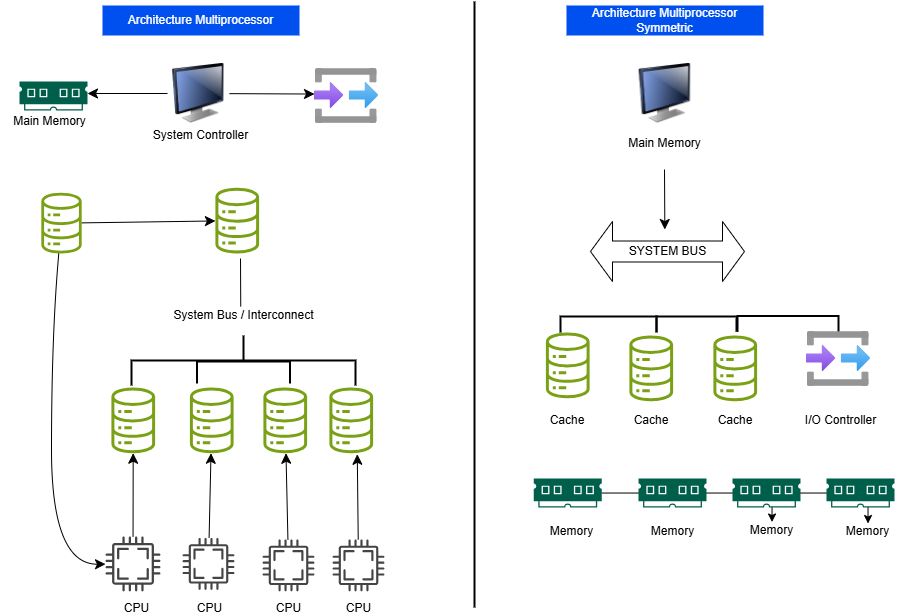 Architecture Multiprocessor
Main Memory
System Controller
System Bus / Interconnect
CPU
CPU
CPU
CPU
Architecture Multiprocessor
Symmetric
Main Memory
SYSTEM BUS
Cache
Cache
Cache
I/O Controller
Memory
Memory
Memory
Memory